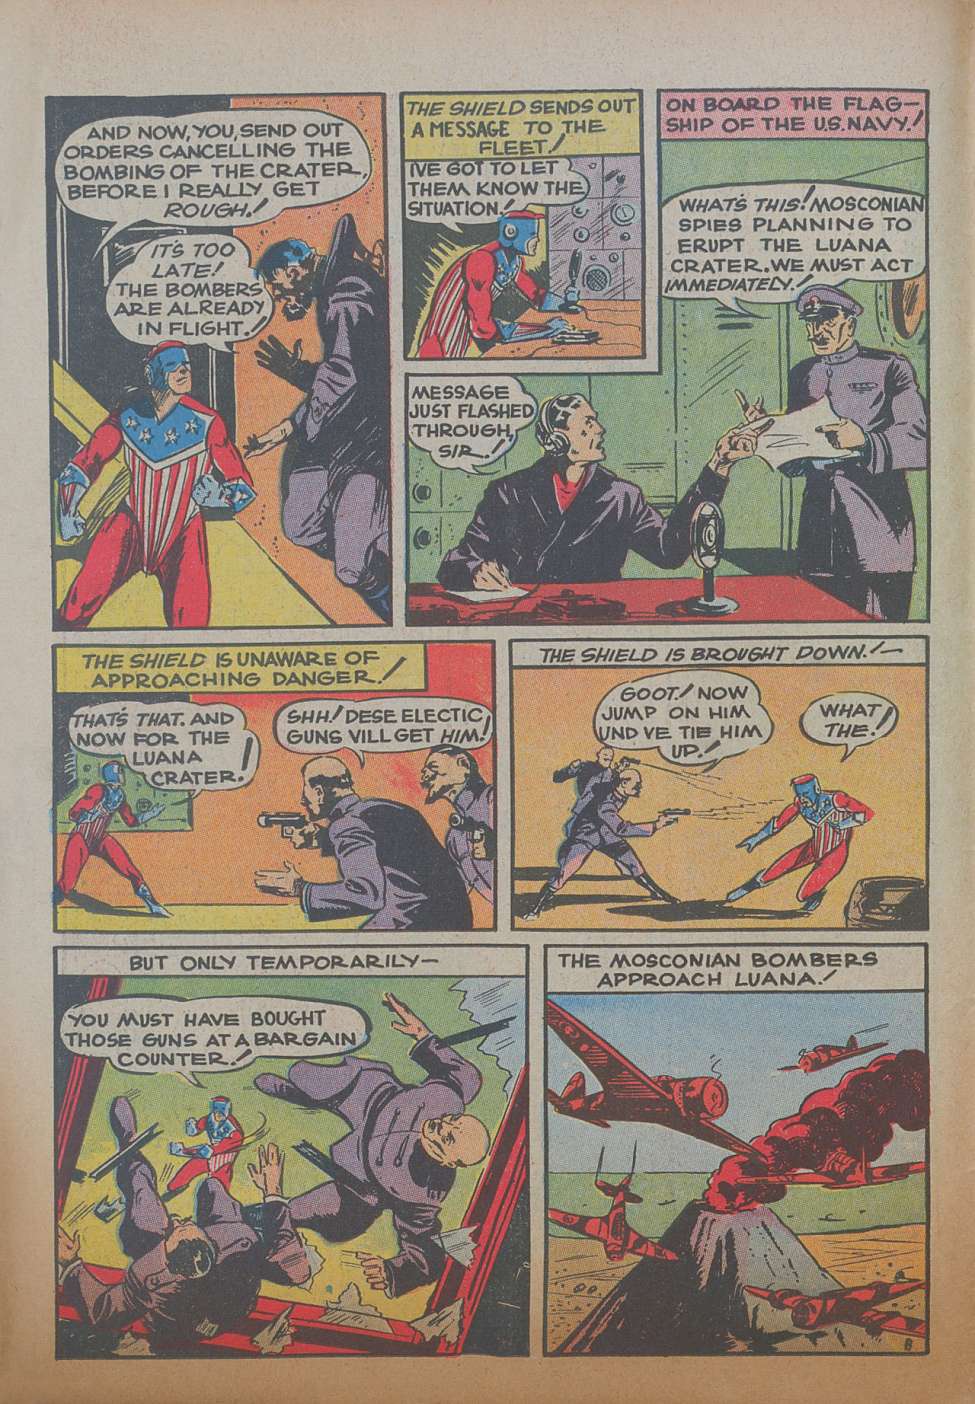 AND NOW, YOU, SEND OUT
ORDERS CANCELLING THE
BOMBING OF THE CRATER,
BEFORE I REALLY GET
ROUGH!
IT'S TOO
LATE!
THE BOMBERS
ARE ALREADY
IN FLIGHT!
THE SHIELD SENDS OUT
A MESSAGE TO THE
FLEET!
I'VE GOT TO LET
THEM KNOW THE
SITUATION!
ON BOARD THE FLAG-
SHIP OF THE U.S. NAVY!
MESSAGE
JUST FLASHED
THROUGH,
SIR!
WHAT'S THIS! MOSCONIAN
SPIES PLANNING TO
ERUPT THE LUANA
CRATER. WE MUST ACT
IMMEDIATELY!
THE SHIELD IS UNAWARE OF
APPROACHING DANGER!
THAT'S THAT. AND
NOW FOR THE
LUANA
CRATER!
SHH! DESE ELECTIC
GUNS VILL GET HIM!
THE SHIELD IS BROUGHT DOWN!-
GOOT! NOW
JUMP ON HIM
UND VE TIE HIM
UP!
WHAT
THE!
BUT ONLY TEMPORARILY-
YOU MUST HAVE BOUGHT
THOSE GUNS AT A BARGAIN
COUNTER!
THE MOSCONIAN BOMBERS
APPROACH LUANA!
8